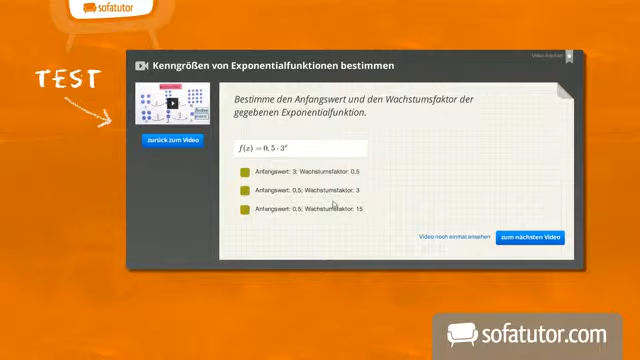 sofatutor
TEST
Kenngrößen von Exponentialfunktionen bestimmen
Bestimme den Anfangswert und den Wachstumsfaktor der
gegebenen Exponentialfunktion.
f(x) = 0,5 · 3ˣ
Anfangswert: 3; Wachstumsfaktor: 0,5
Anfangswert: 0,5; Wachstumsfaktor: 3
Anfangswert: 0,5; Wachstumsfaktor: 15
zurück zum Video
Video noch einmal ansehen
zum nächsten Video
sofatutor.com